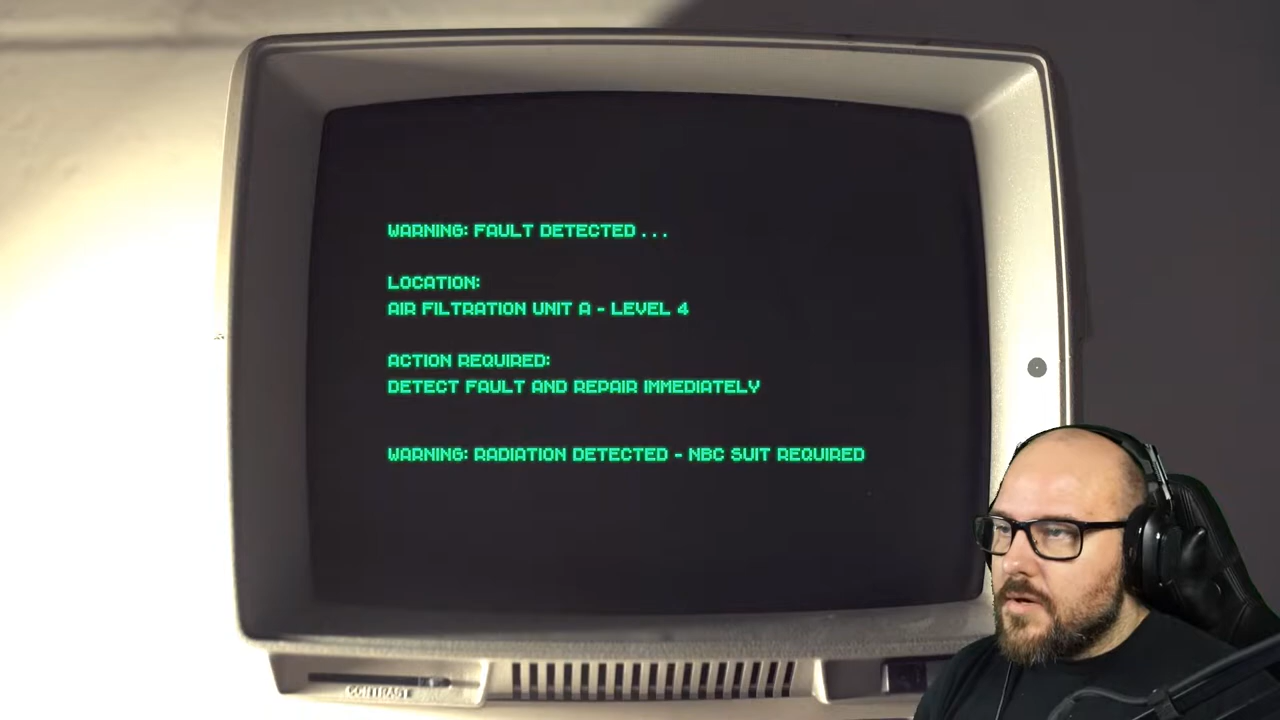 WARNING: FAULT DETECTED . . .
LOCATION:
AIR FILTRATION UNIT A - LEVEL 4
ACTION REQUIRED:
DETECT FAULT AND REPAIR IMMEDIATELY
WARNING: RADIATION DETECTED - NBC SUIT REQUIRED
CONTRAST